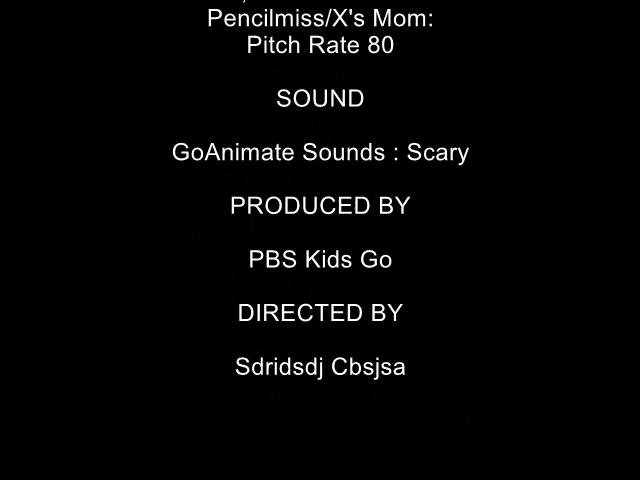 Pencilmiss/X's Mom:
Pitch Rate 80
SOUND
GoAnimate Sounds : Scary
PRODUCED BY
PBS Kids Go
DIRECTED BY
Sdridsdj Cbsjsa